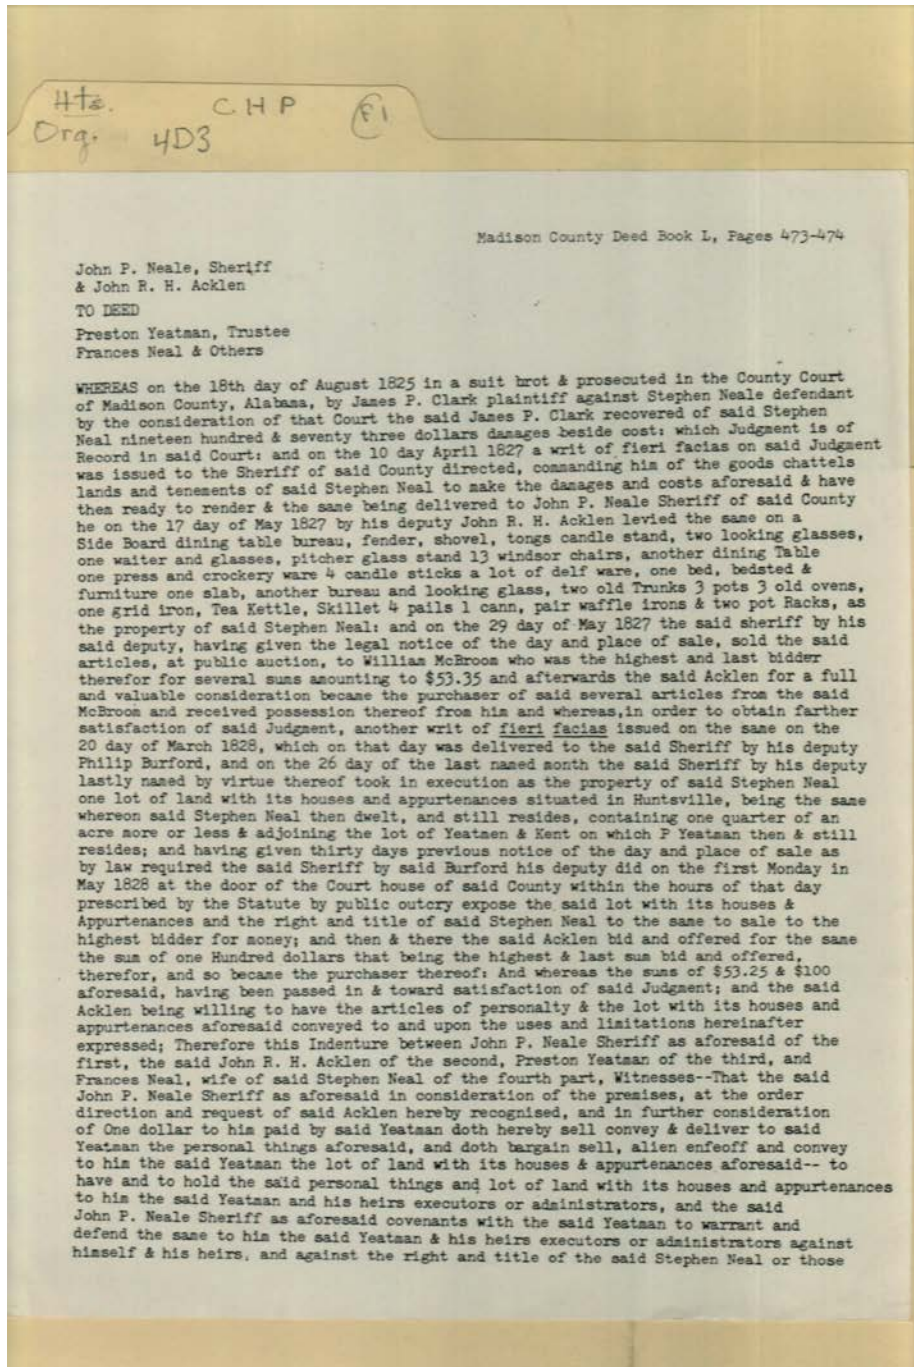 Hts. CHP F1
Org. 4D3
Madison County Deed Book L, Pages 473-474
John P. Neale, Sheriff
& John R. H. Acklen
TO DEED
Preston Yeatman, Trustee
Frances Neal & Others
WHEREAS on the 18th day of August 1825 in a suit brot & prosecuted in the County Court
of Madison County, Alabama, by James P. Clark plaintiff against Stephen Neale defendant
by the consideration of that Court the said James P. Clark recovered of said Stephen
Neal nineteen hundred & seventy three dollars damages beside cost: which Judgment is of
Record in said Court: and on the 10 day April 1827 a writ of fieri facias on said Judgment
was issued to the Sheriff of said County directed, commanding him of the goods chattels
lands and tenements of said Stephen Neal to make the damages and costs aforesaid & have
them ready to render & the same being delivered to John P. Neale Sheriff of said County
he on the 17 day of May 1827 by his deputy John R. H. Acklen levied the same on a
Side Board dining table bureau, fender, shovel, tongs candle stand, two looking glasses,
one waiter and glasses, pitcher glass stand 13 windsor chairs, another dining Table
one press and crockery ware 4 candle sticks a lot of delf ware, one bed, bedsted &
furniture one slab, another bureau and looking glass, two old Trunks 3 pots 3 old ovens,
one grid iron, Tea Kettle, Skillet 4 pails 1 cann, pair waffle irons & two pot Racks, as
the property of said Stephen Neal: and on the 29 day of May 1827 the said sheriff by his
said deputy, having given the legal notice of the day and place of sale, sold the said
articles, at public auction, to William McBroom who was the highest and last bidder
therefor for several sums amounting to $53.35 and afterwards the said Acklen for a full
and valuable consideration became the purchaser of said several articles from the said
McBroom and received possession thereof from him and whereas,in order to obtain farther
satisfaction of said Judgment, another writ of fieri facias issued on the same on the
20 day of March 1828, which on that day was delivered to the said Sheriff by his deputy
Philip Burford, and on the 26 day of the last named month the said Sheriff by his deputy
lastly named by virtue thereof took in execution as the property of said Stephen Neal
one lot of land with its houses and appurtenances situated in Huntsville, being the same
whereon said Stephen Neal then dwelt, and still resides, containing one quarter of an
acre more or less & adjoining the lot of Yeatmen & Kent on which P Yeatman then & still
resides; and having given thirty days previous notice of the day and place of sale as
by law required the said Sheriff by said Burford his deputy did on the first Monday in
May 1828 at the door of the Court house of said County within the hours of that day
prescribed by the Statute by public outcry expose the said lot with its houses &
Appurtenances and the right and title of said Stephen Neal to the same to sale to the
highest bidder for money; and then & there the said Acklen bid and offered for the same
the sum of one Hundred dollars that being the highest & last sum bid and offered,
therefor, and so became the purchaser thereof: And whereas the sums of $53.25 & $100
aforesaid, having been passed in & toward satisfaction of said Judgment; and the said
Acklen being willing to have the articles of personalty & the lot with its houses and
appurtenances aforesaid conveyed to and upon the uses and limitations hereinafter
expressed; Therefore this Indenture between John P. Neale Sheriff as aforesaid of the
first, the said John R. H. Acklen of the second, Preston Yeatman of the third, and
Frances Neal, wife of said Stephen Neal of the fourth part, Witnesses--That the said
John P. Neale Sheriff as aforesaid in consideration of the premises, at the order
direction and request of said Acklen hereby recognised, and in further consideration
of One dollar to him paid by said Yeatman doth hereby sell convey & deliver to said
Yeatman the personal things aforesaid, and doth bargain sell, alien enfeoff and convey
to him the said Yeatman the lot of land with its houses & appurtenances aforesaid-- to
have and to hold the said personal things and lot of land with its houses and appurtenances
to him the said Yeatman and his heirs executors or administrators, and the said
John P. Neale Sheriff as aforesaid covenants with the said Yeatman to warrant and
defend the same to him the said Yeatman & his heirs executors or administrators against
himself & his heirs, and against the right and title of the said Stephen Neal or those